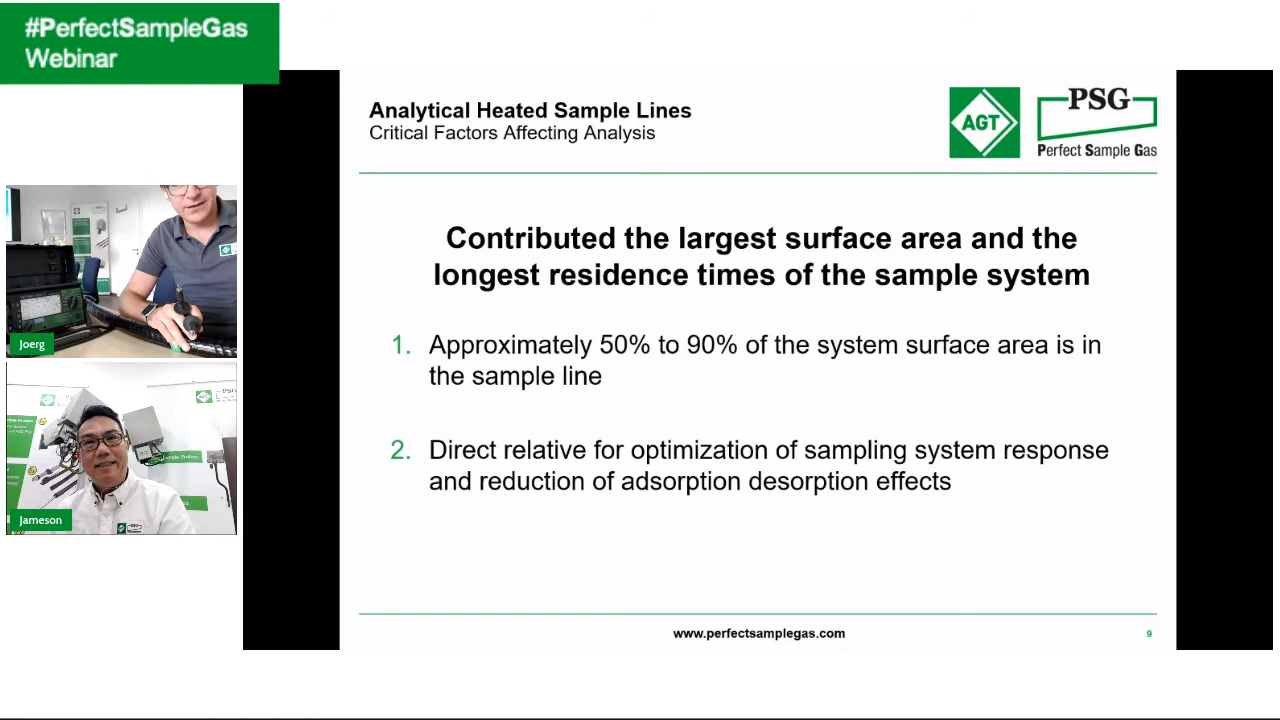 #PerfectSampleGas
Webinar
Analytical Heated Sample Lines
Critical Factors Affecting Analysis
AGT
PSG
Perfect Sample Gas
Contributed the largest surface area and the
longest residence times of the sample system
1. Approximately 50% to 90% of the system surface area is in
the sample line
2. Direct relative for optimization of sampling system response
and reduction of adsorption desorption effects
Joerg
Jameson
www.perfectsamplegas.com
9